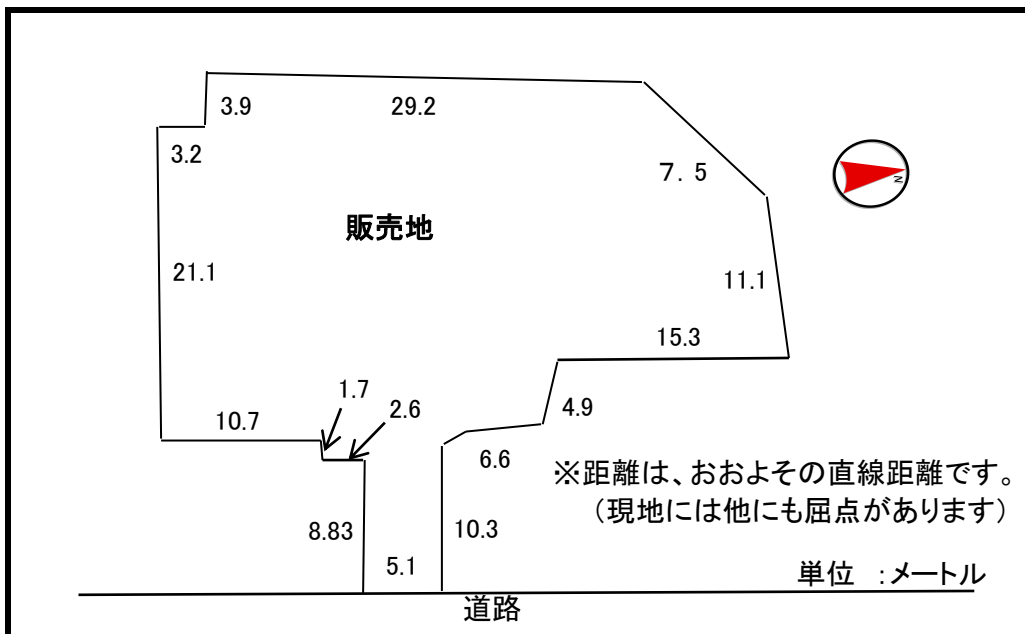 3.9
29.2
3.2
7.5
N
販売地
21.1
11.1
15.3
1.7
2.6
10.7
4.9
6.6
※距離は、おおよその直線距離です。
（現地には他にも屈点があります）
8.83
10.3
5.1
単位 ：メートル
道路